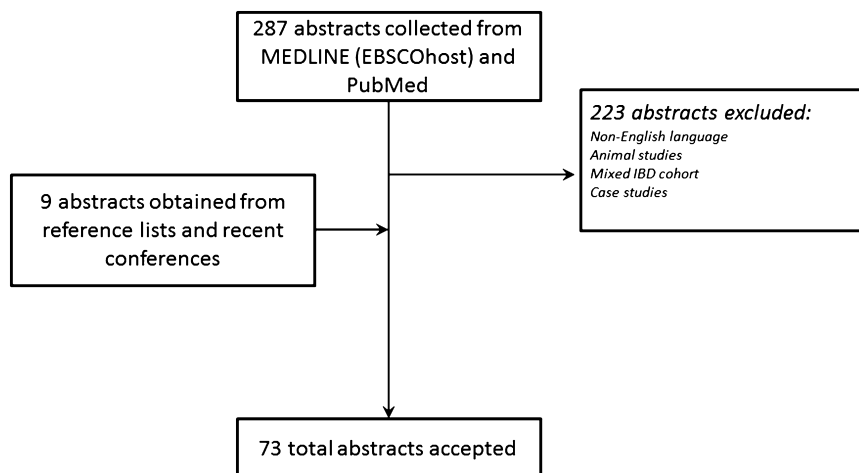 287 abstracts collected from
MEDLINE (EBSCOhost) and
PubMed
223 abstracts excluded:
Non-English language
Animal studies
Mixed IBD cohort
Case studies
9 abstracts obtained from
reference lists and recent
conferences
73 total abstracts accepted